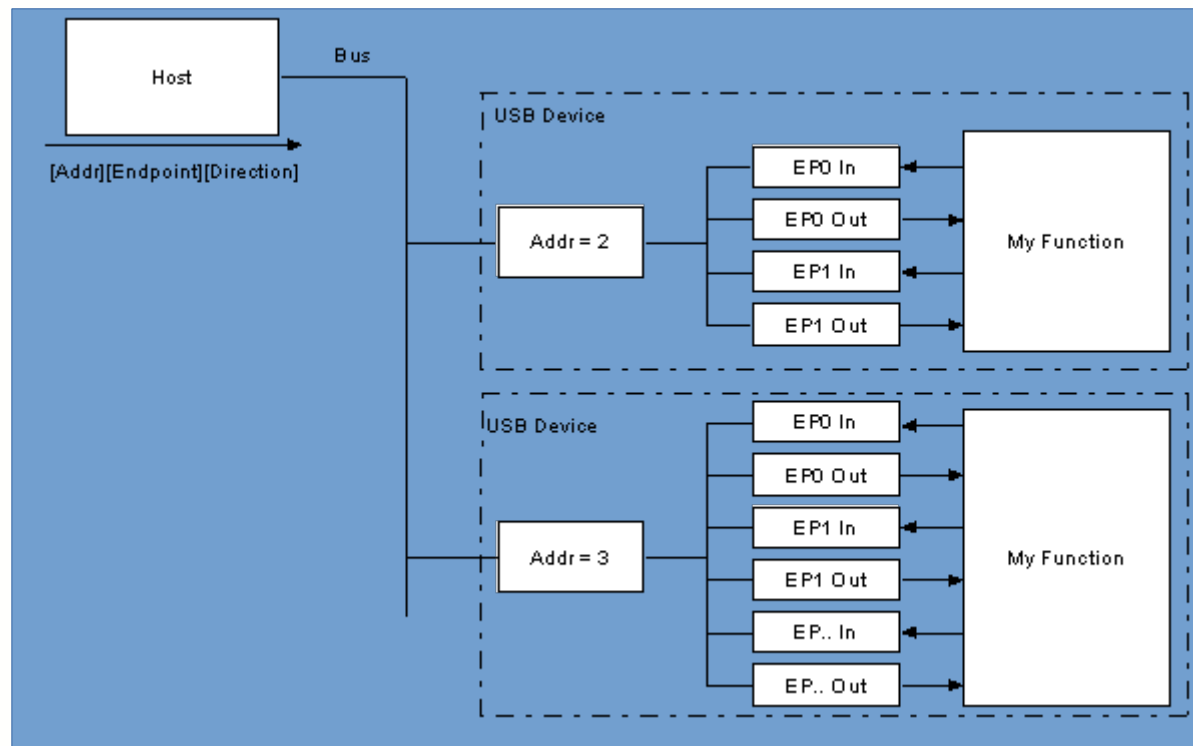 Host
Bus
[Addr][Endpoint][Direction]
USB Device
Addr = 2
EP0 In
EP0 Out
EP1 In
EP1 Out
My Function
USB Device
Addr = 3
EP0 In
EP0 Out
EP1 In
EP1 Out
EP.. In
EP.. Out
My Function